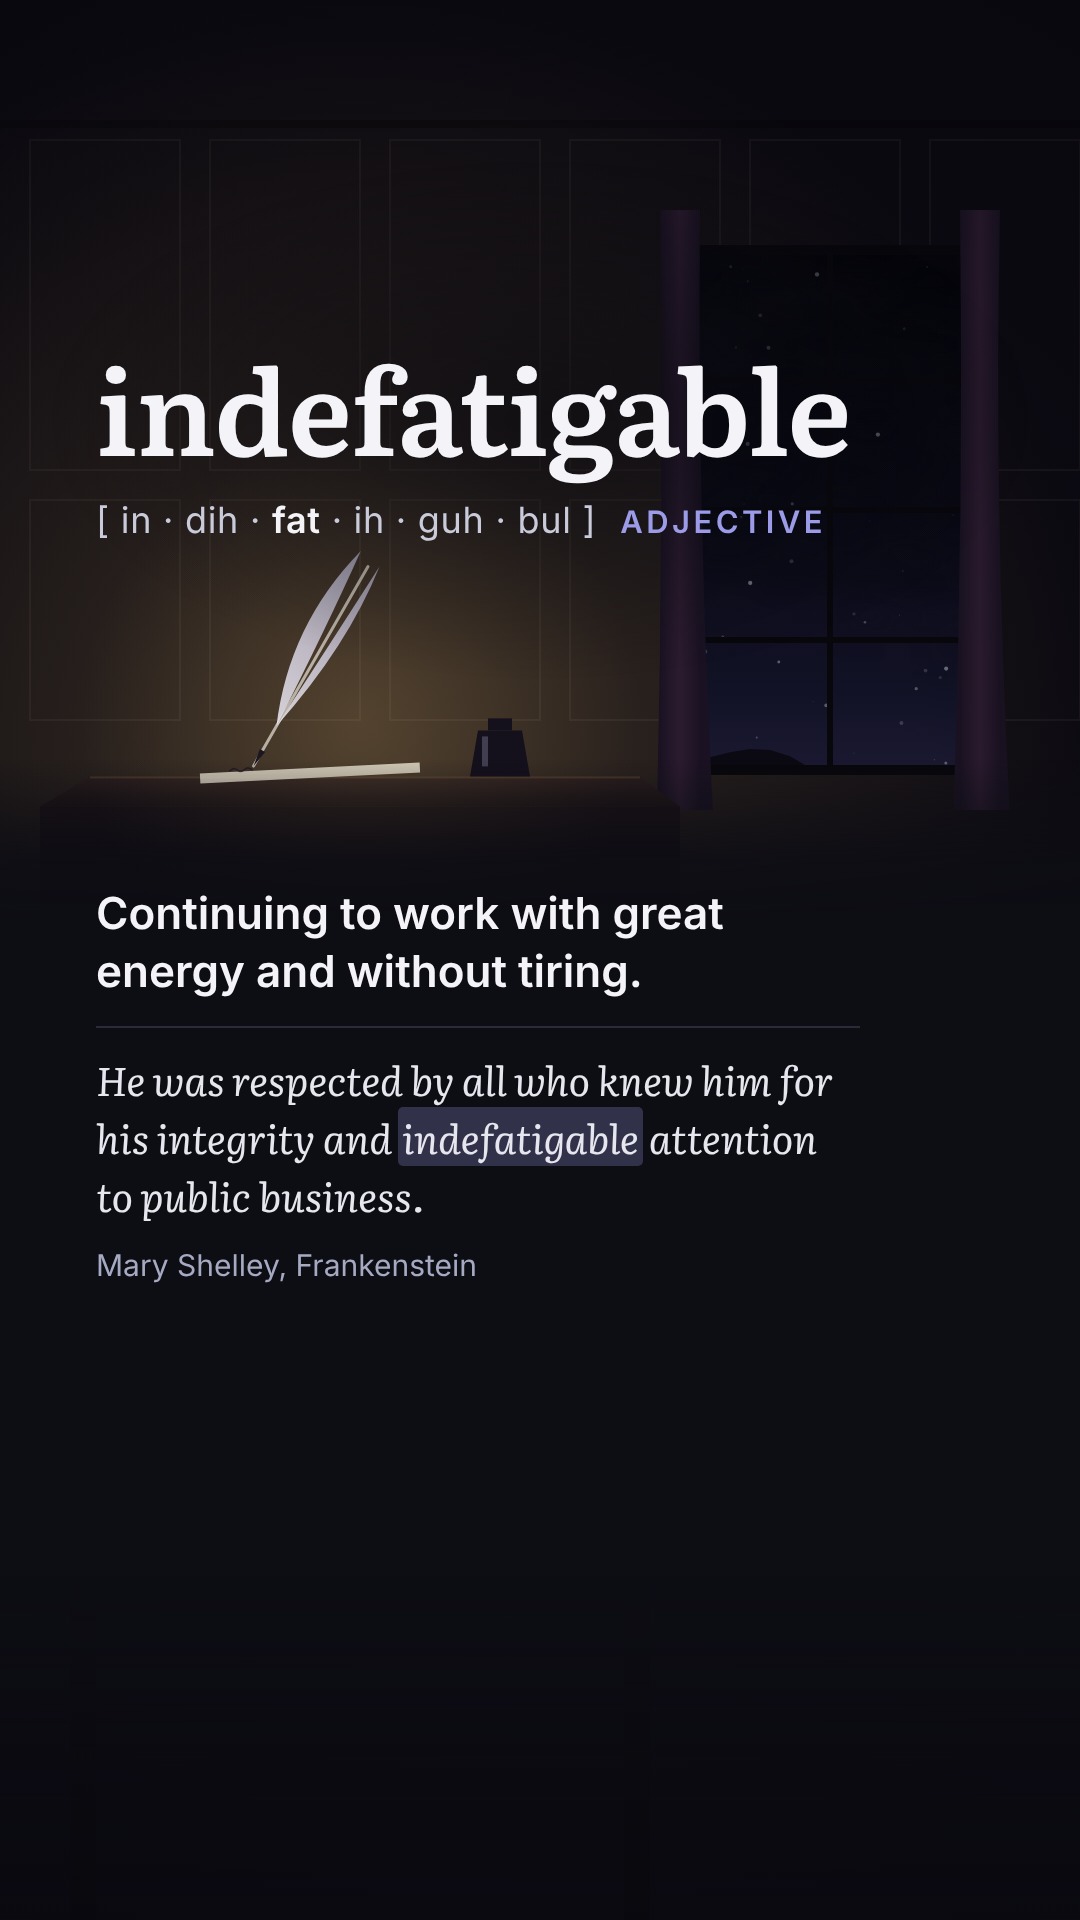 indefatigable
[ in · dih · fat · ih · guh · bul ] ADJECTIVE
Continuing to work with great
energy and without tiring.
He was respected by all who knew him for
his integrity and indefatigable attention
to public business.
Mary Shelley, Frankenstein